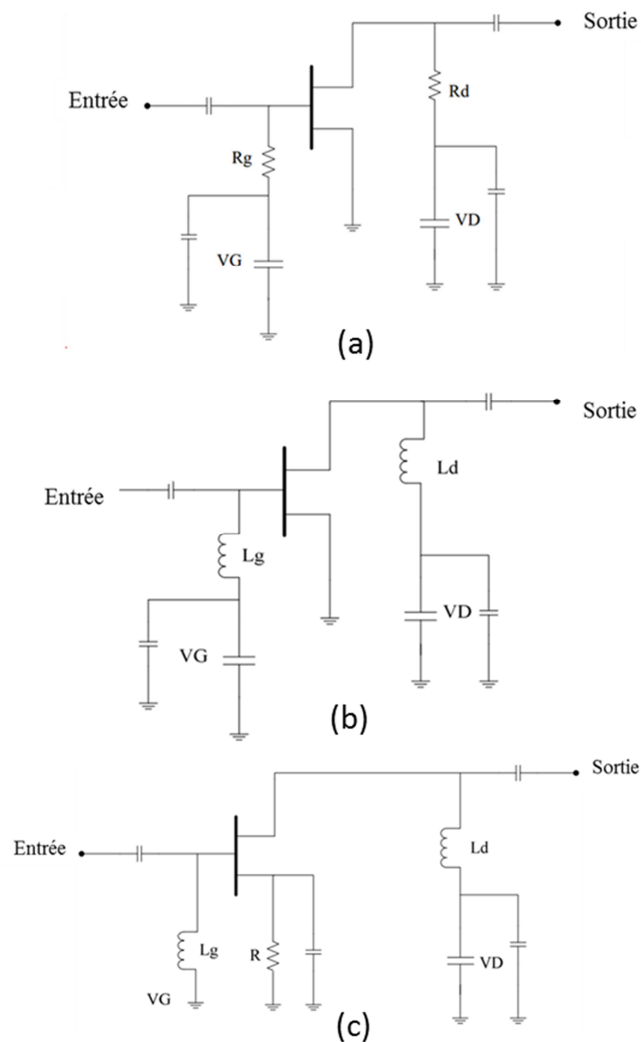 Sortie
Entrée
Rd
Rg
VD
VG
(a)
Sortie
Ld
Entrée
Lg
VD
VG
(b)
Sortie
Entrée
Ld
Lg
R
VD
VG
(c)